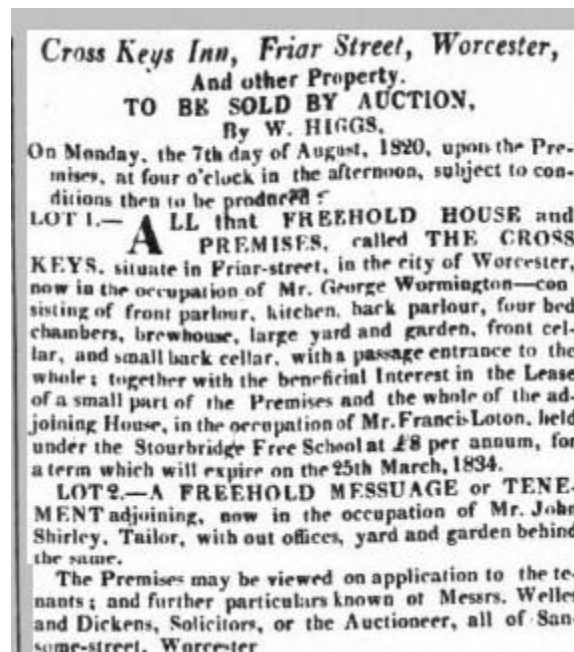 Cross Keys Inn, Friar Street, Worcester,
And other Property.
TO BE SOLD BY AUCTION,
By W. HIGGS,
On Monday, the 7th day of August, 1820, upon the Pre-
mises, at four o'clock in the afternoon, subject to con-
ditions then to be produced:
LOT 1.— ALL that FREEHOLD HOUSE and
PREMISES, called THE CROSS
KEYS, situate in Friar-street, in the city of Worcester,
now in the occupation of Mr. George Wormington—con
sisting of front parlour, kitchen, back parlour, four bed
chambers, brewhouse, large yard and garden, front cel-
lar, and small back cellar, with a passage entrance to the
whole; together with the beneficial Interest in the Lease
of a small part of the Premises and the whole of the ad-
joining House, in the occupation of Mr. Francis Loton, held
under the Stourbridge Free School at £8 per annum, for
a term which will expire on the 25th March, 1834.
LOT 2.—A FREEHOLD MESSUAGE or TENE-
MENT adjoining, now in the occupation of Mr. John
Shirley, Tailor, with out offices, yard and garden behind
the same.
The Premises may be viewed on application to the te-
nants; and further particulars known of Messrs. Welles
and Dickens, Solicitors, or the Auctioneer, all of San-
some-street, Worcester